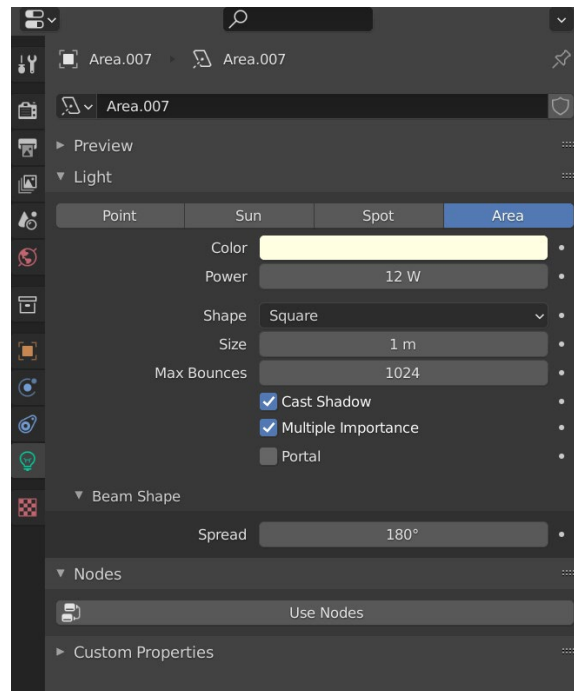 Area.007 Area.007
Area.007
Preview
Light
Point Sun Spot Area
Color
Power 12 W
Shape Square
Size 1 m
Max Bounces 1024
Cast Shadow
Multiple Importance
Portal
Beam Shape
Spread 180°
Nodes
Use Nodes
Custom Properties